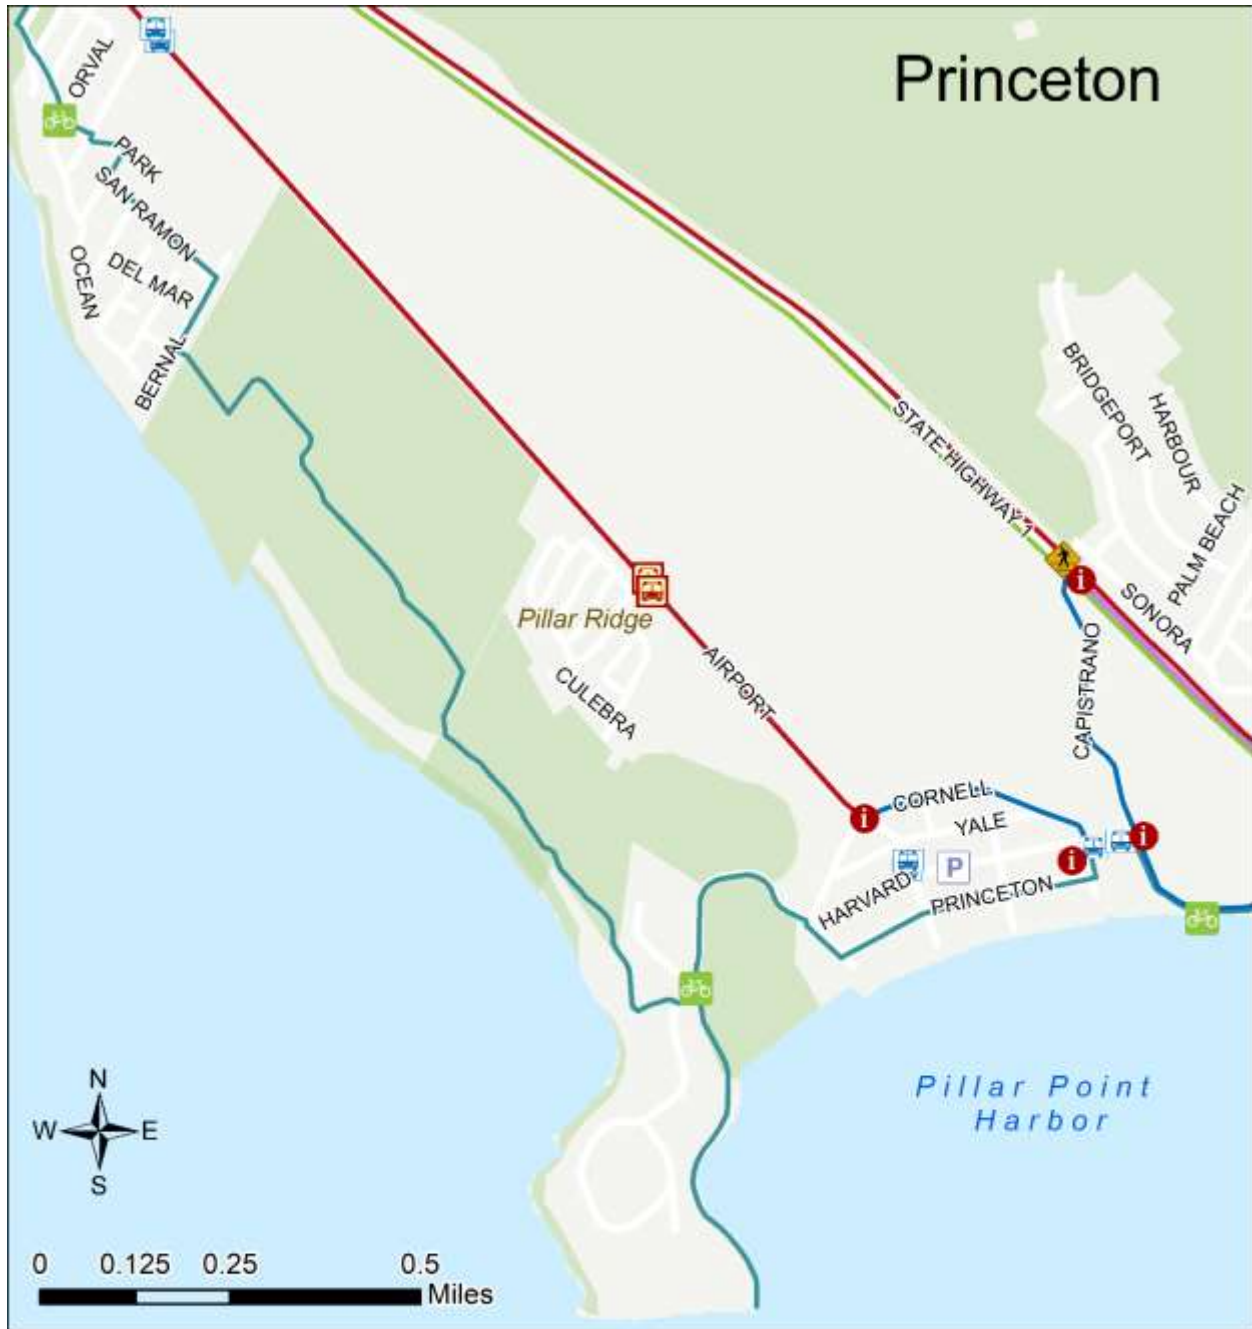 Princeton
ORVAL
PARK
SAN RAMON
DEL MAR
OCEAN
BERNAL
STATE HIGHWAY 1
BRIDGEPORT
HARBOUR
PALM BEACH
SONORA
CAPISTRANO
Pillar Ridge
CULEBRA
AIRPORT
CORNELL
YALE
HARVARD
P
PRINCETON
i
i
i
i
Pillar Point
Harbor
N
W E
S
0 0.125 0.25 0.5
Miles